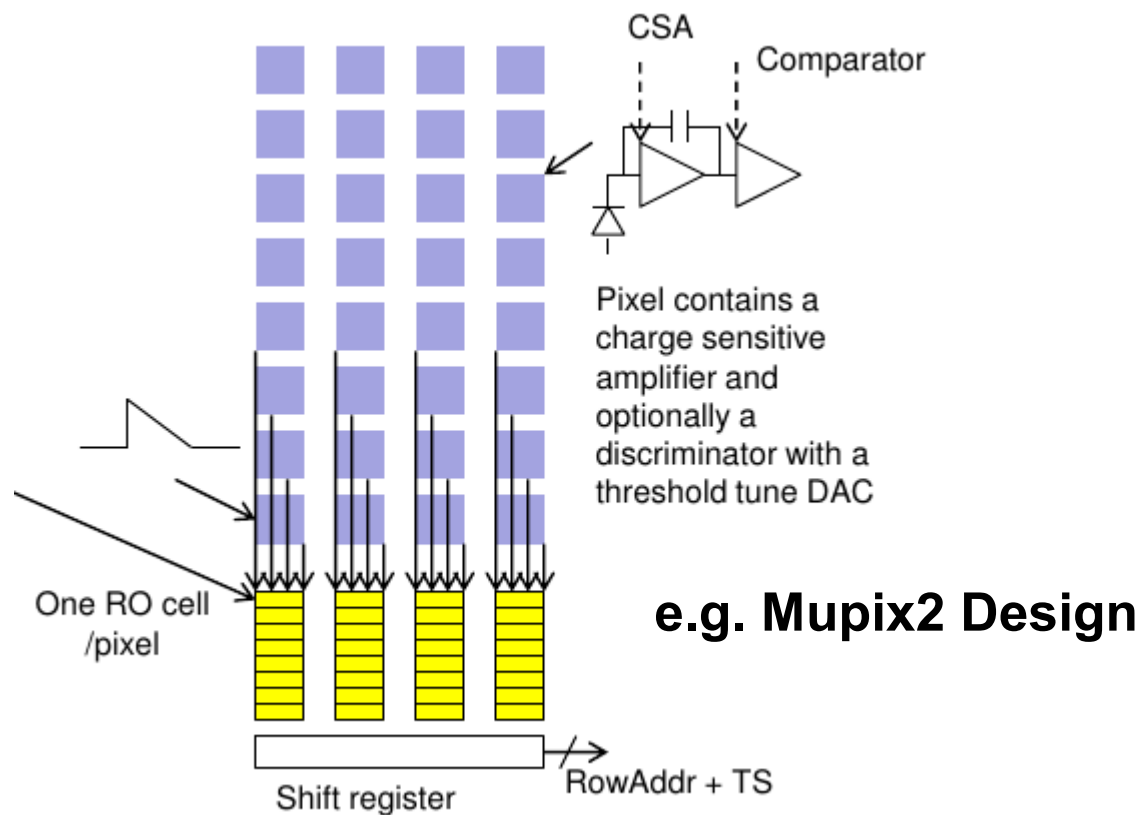 CSA
Comparator
Pixel contains a
charge sensitive
amplifier and
optionally a
discriminator with a
threshold tune DAC
One RO cell
/pixel
e.g. Mupix2 Design
RowAddr + TS
Shift register